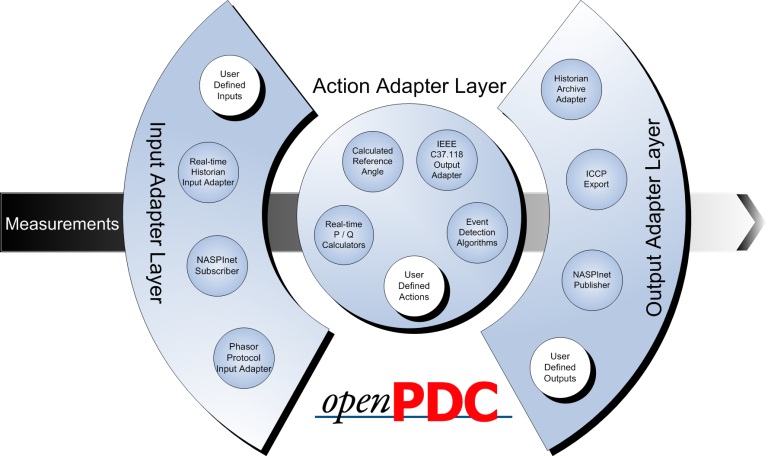 Measurements
Input Adapter Layer
User
Defined
Inputs
Real-time
Historian
Input Adapter
NASPInet
Subscriber
Phasor
Protocol
Input Adapter
Action Adapter Layer
Calculated
Reference
Angle
IEEE
C37.118
Output
Adapter
Real-time
P / Q
Calculators
Event
Detection
Algorithms
User
Defined
Actions
Output Adapter Layer
Historian
Archive
Adapter
ICCP
Export
NASPInet
Publisher
User
Defined
Outputs
openPDC